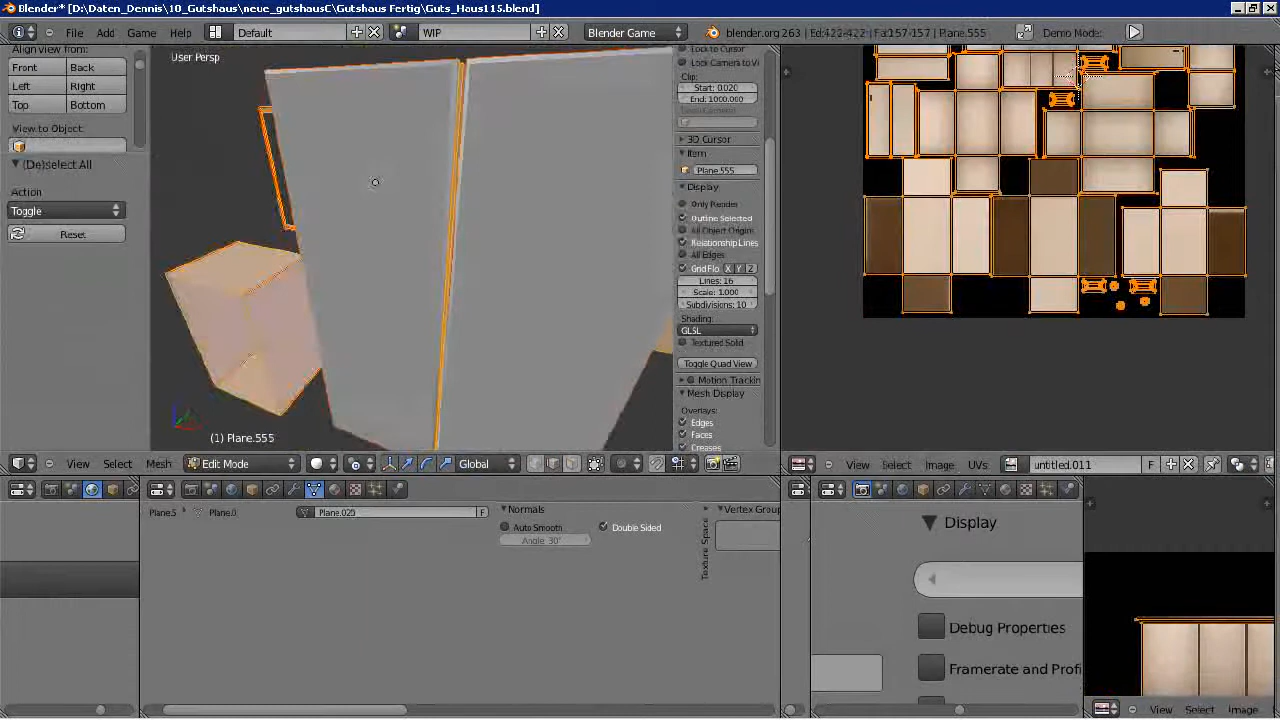 Blender* [D:\Daten_Dennis\10_Gutshaus\neue_gutshausC\Gutshaus Fertig/Guts_Haus115.blend]
File Add Game Help Default WIP Blender Game blender.org 263 | Ed:422-422 | Fa:157-157 | Plane.555 Demo Mode:
Align view from:
Front Back
Left Right
Top Bottom
View to Object:
(De)select All
Action
Toggle
Reset
User Persp
(1) Plane.555
Lock to Cursor
Lock Camera to Vi
Clip:
Start: 0.020
End: 1000.000
3D Cursor
Item
Plane.555
Display
Only Render
Outline Selected
All Object Origins
Relationship Lines
All Edges
Grid Flo X Y Z
Lines: 16
Scale: 1.000
Subdivisions: 10
Shading:
GLSL
Textured Solid
Toggle Quad View
Motion Trackin
Mesh Display
Overlays:
Edges
Faces
Creases
View Select Mesh Edit Mode Global
View Select Image UVs untitled.011 F
Plane.5 Plane.0 Plane.025 F
Normals
Auto Smooth Double Sided
Angle: 30°
Texture Space
Vertex Group
Display
Debug Properties
Framerate and Profi
View Select Image